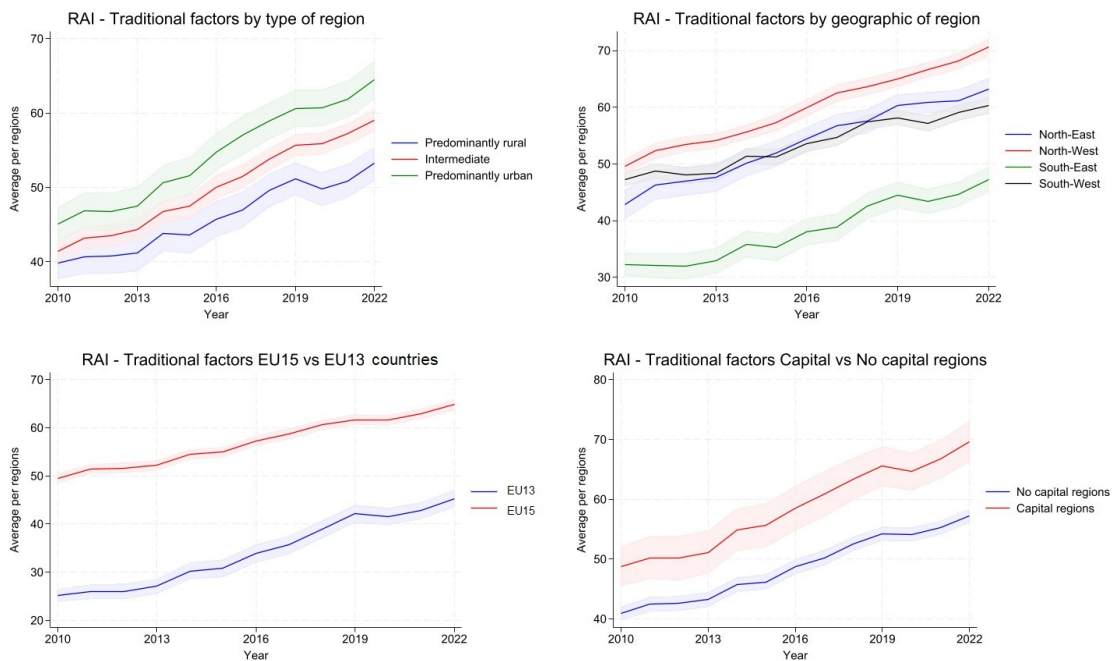 RAI - Traditional factors by type of region
70
60
50
40
Average per regions
2010
2013
2016
2019
2022
Year
Predominantly rural
Intermediate
Predominantly urban
RAI - Traditional factors by geographic of region
70
60
50
40
30
Average per regions
2010
2013
2016
2019
2022
Year
North-East
North-West
South-East
South-West
RAI - Traditional factors EU15 vs EU13 countries
70
60
50
40
30
20
Average per regions
2010
2013
2016
2019
2022
Year
EU13
EU15
RAI - Traditional factors Capital vs No capital regions
80
70
60
50
40
Average per regions
2010
2013
2016
2019
2022
Year
No capital regions
Capital regions